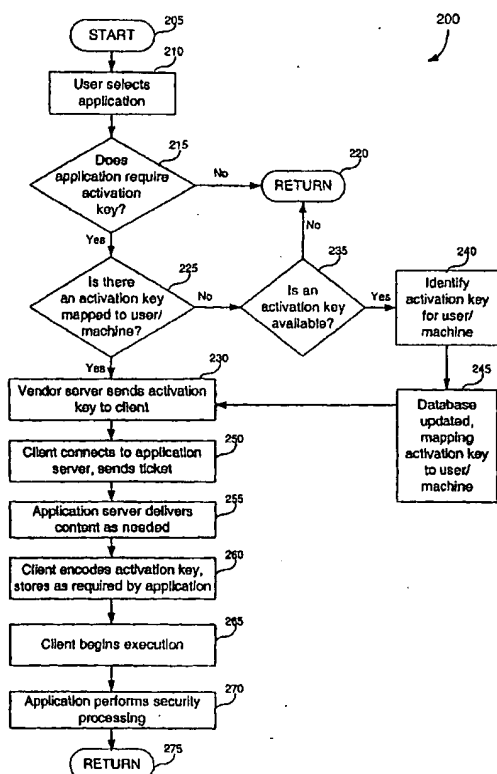 START
205
200
210
User selects
application
215
Does
application require
activation
key?
No
220
RETURN
Yes
No
225
Is there
an activation key
mapped to user/
machine?
No
235
Is an
activation key
available?
Yes
240
Identify
activation key
for user/
machine
Yes
230
Vendor server sends activation
key to client
245
Database
updated,
mapping
activation key
to user/
machine
250
Client connects to application
server, sends ticket
255
Application server delivers
content as needed
260
Client encodes activation key,
stores as required by application
265
Client begins execution
270
Application performs security
processing
RETURN
275